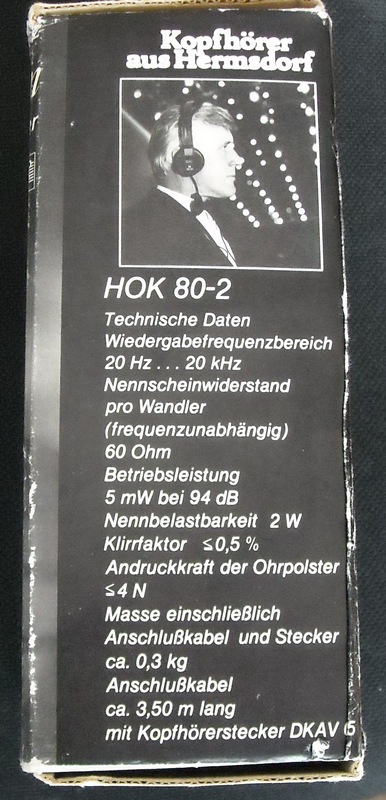 Kopfhörer
aus Hermsdorf
HOK 80-2
Technische Daten
Wiedergabefrequenzbereich
20 Hz . . . 20 kHz
Nennscheinwiderstand
pro Wandler
(frequenzunabhängig)
60 Ohm
Betriebsleistung
5 mW bei 94 dB
Nennbelastbarkeit 2 W
Klirrfaktor ≤0,5 %
Andruckkraft der Ohrpolster
≤4 N
Masse einschließlich
Anschlußkabel und Stecker
ca. 0,3 kg
Anschlußkabel
ca. 3,50 m lang
mit Kopfhörerstecker DKAV 6